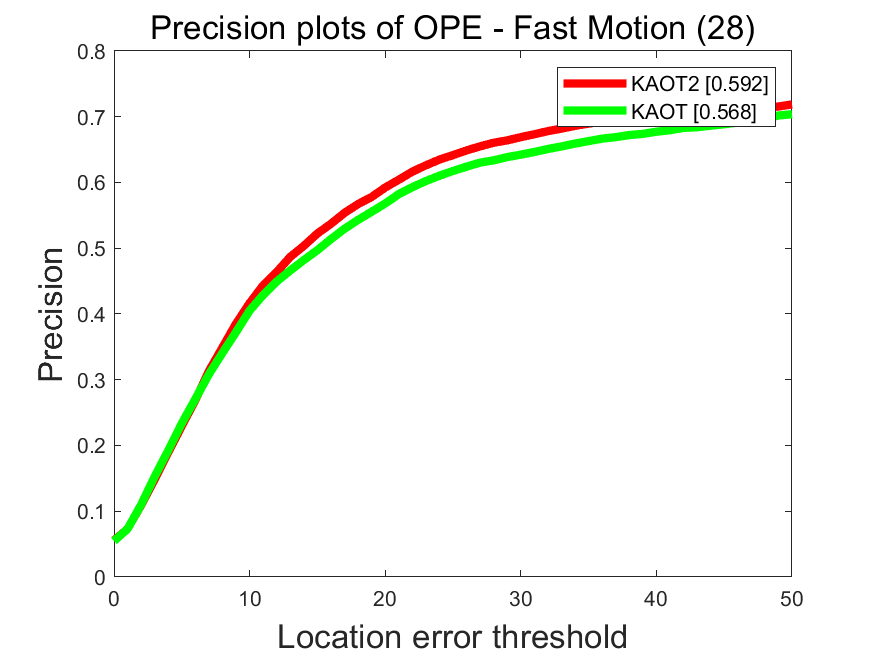 Precision plots of OPE - Fast Motion (28)
KAOT2 [0.592]
KAOT [0.568]
Precision
0.8
0.7
0.6
0.5
0.4
0.3
0.2
0.1
0
0 10 20 30 40 50
Location error threshold